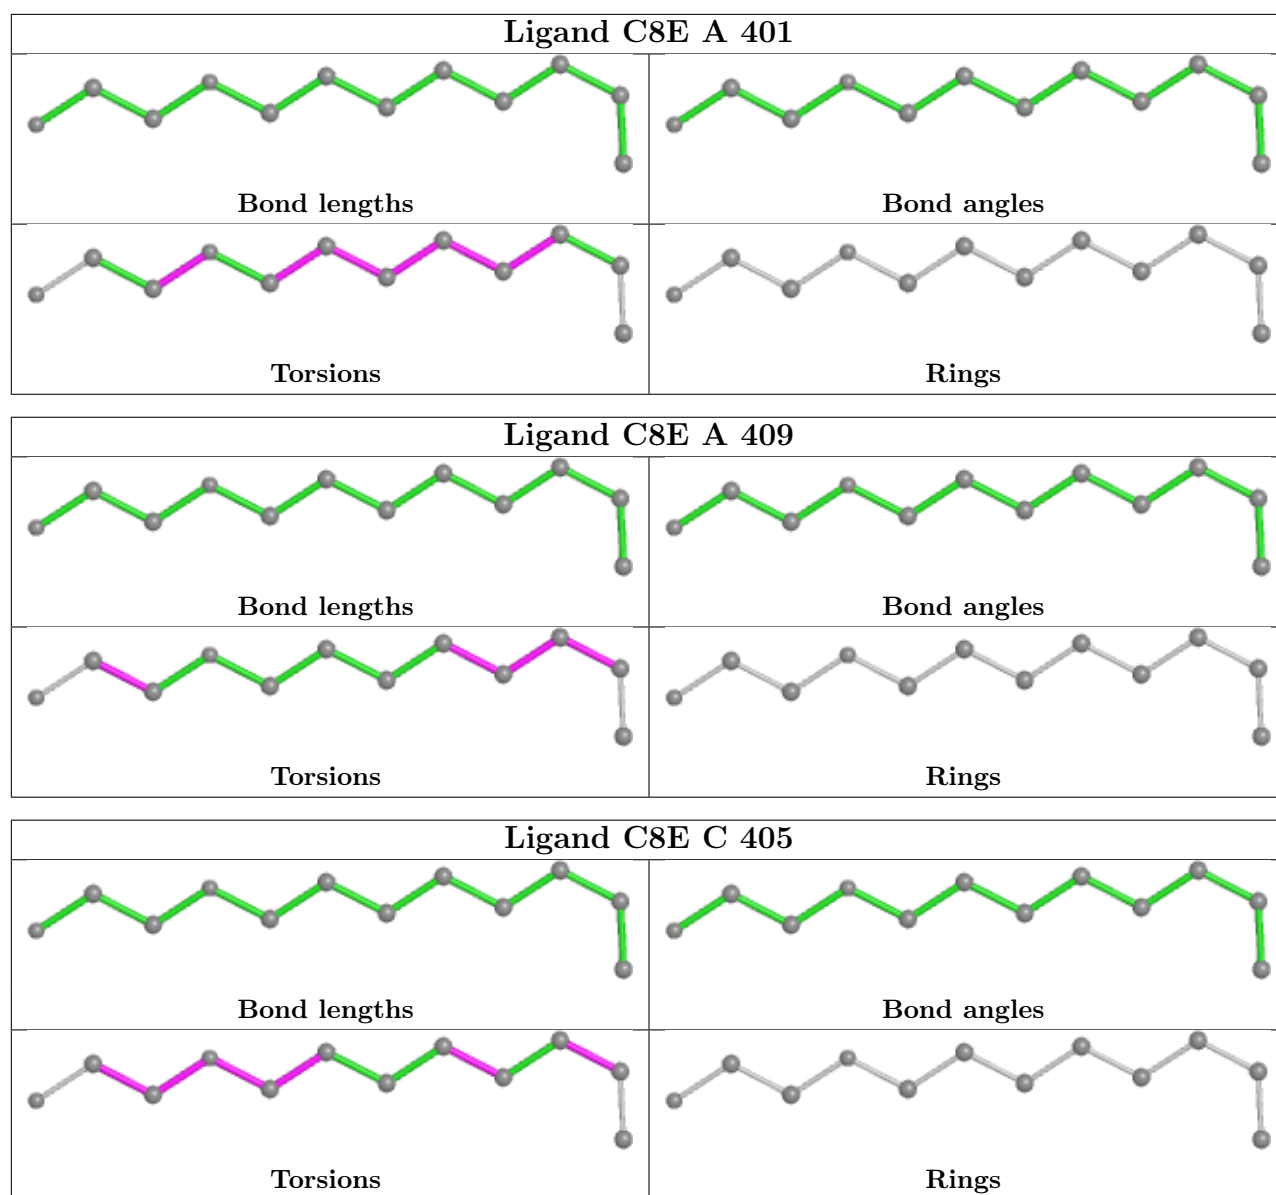 Ligand C8E A 401
Bond lengths
Bond angles
Torsions
Rings
Ligand C8E A 409
Bond lengths
Bond angles
Torsions
Rings
Ligand C8E C 405
Bond lengths
Bond angles
Torsions
Rings